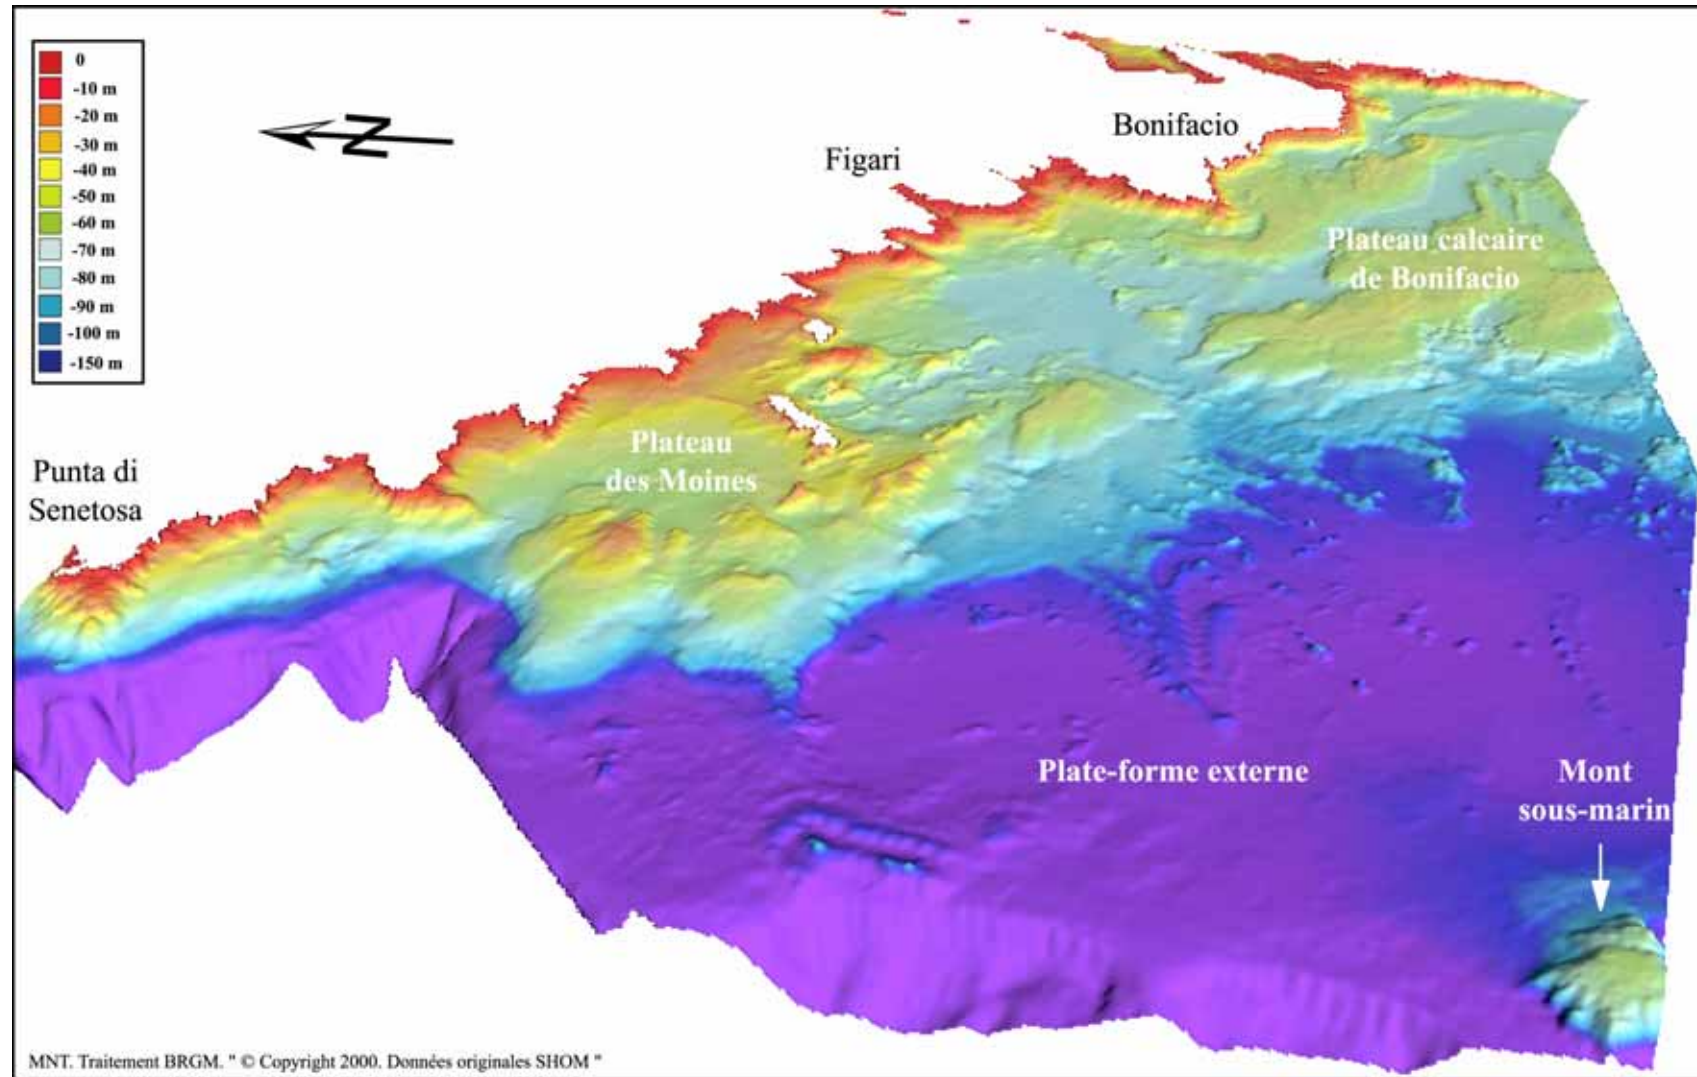 0
-10 m
-20 m
-30 m
-40 m
-50 m
-60 m
-70 m
-80 m
-90 m
-100 m
-150 m
N
Bonifacio
Figari
Plateau calcaire
de Bonifacio
Plateau
des Moines
Punta di
Senetosa
Plate-forme externe
Mont
sous-marin
MNT. Traitement BRGM. " © Copyright 2000. Données originales SHOM "